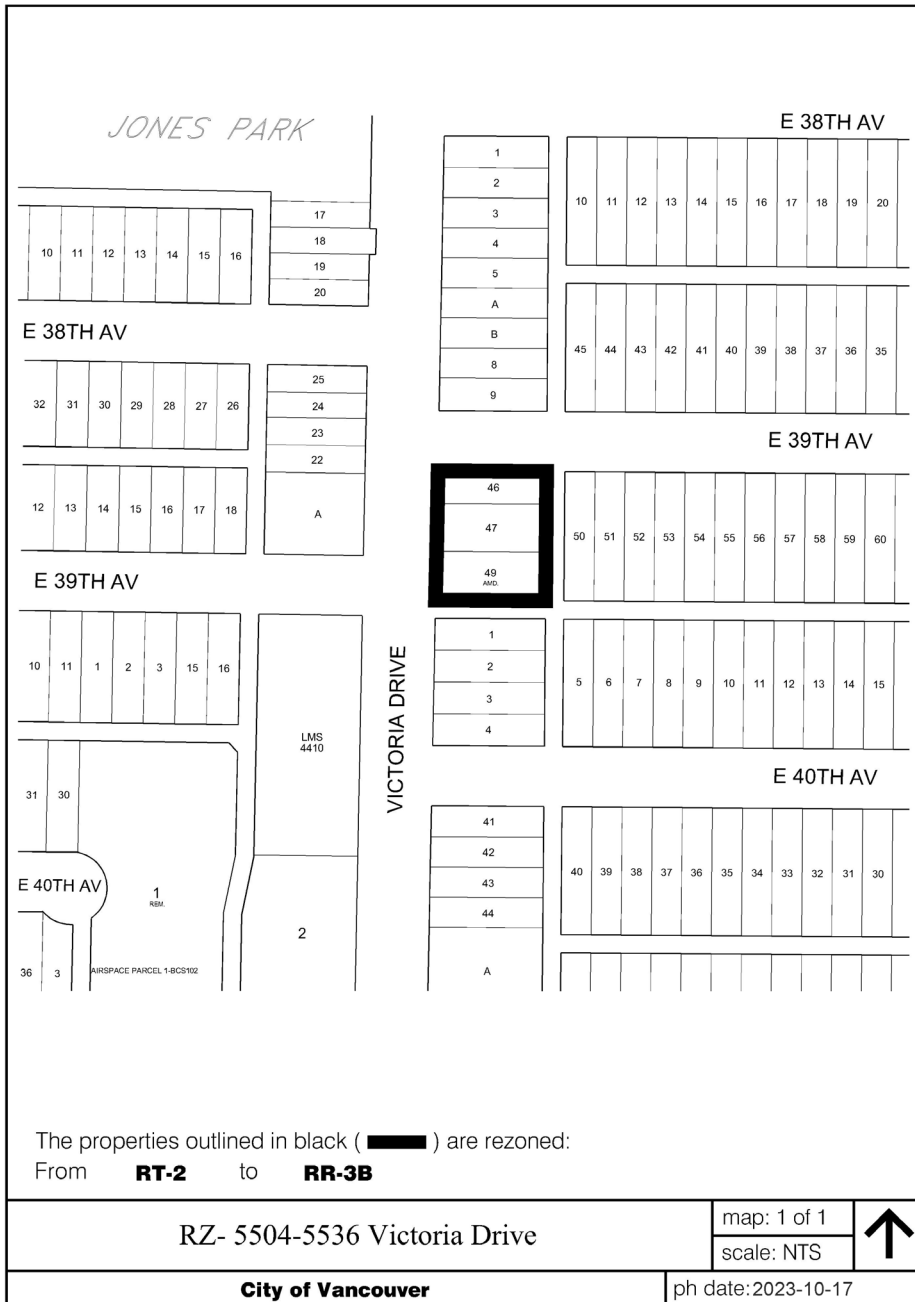 JONES PARK
E 38TH AV
1
2
3
4
5
A
B
8
9
10 11 12 13 14 15 16 17 18 19 20
17
18
19
20
10 11 12 13 14 15 16
E 38TH AV
45 44 43 42 41 40 39 38 37 36 35
32 31 30 29 28 27 26
25
24
23
22
A
E 39TH AV
12 13 14 15 16 17 18
46
47
49
AMD.
50 51 52 53 54 55 56 57 58 59 60
E 39TH AV
10 11 1 2 3 15 16
LMS
4410
VICTORIA DRIVE
1
2
3
4
5 6 7 8 9 10 11 12 13 14 15
E 40TH AV
31 30
41
42
43
44
A
40 39 38 37 36 35 34 33 32 31 30
E 40TH AV
1
REM.
2
36 3
AIRSPACE PARCEL 1-BCS102
The properties outlined in black ( ) are rezoned:
From RT-2 to RR-3B
RZ- 5504-5536 Victoria Drive
map: 1 of 1
scale: NTS
City of Vancouver
ph date:2023-10-17